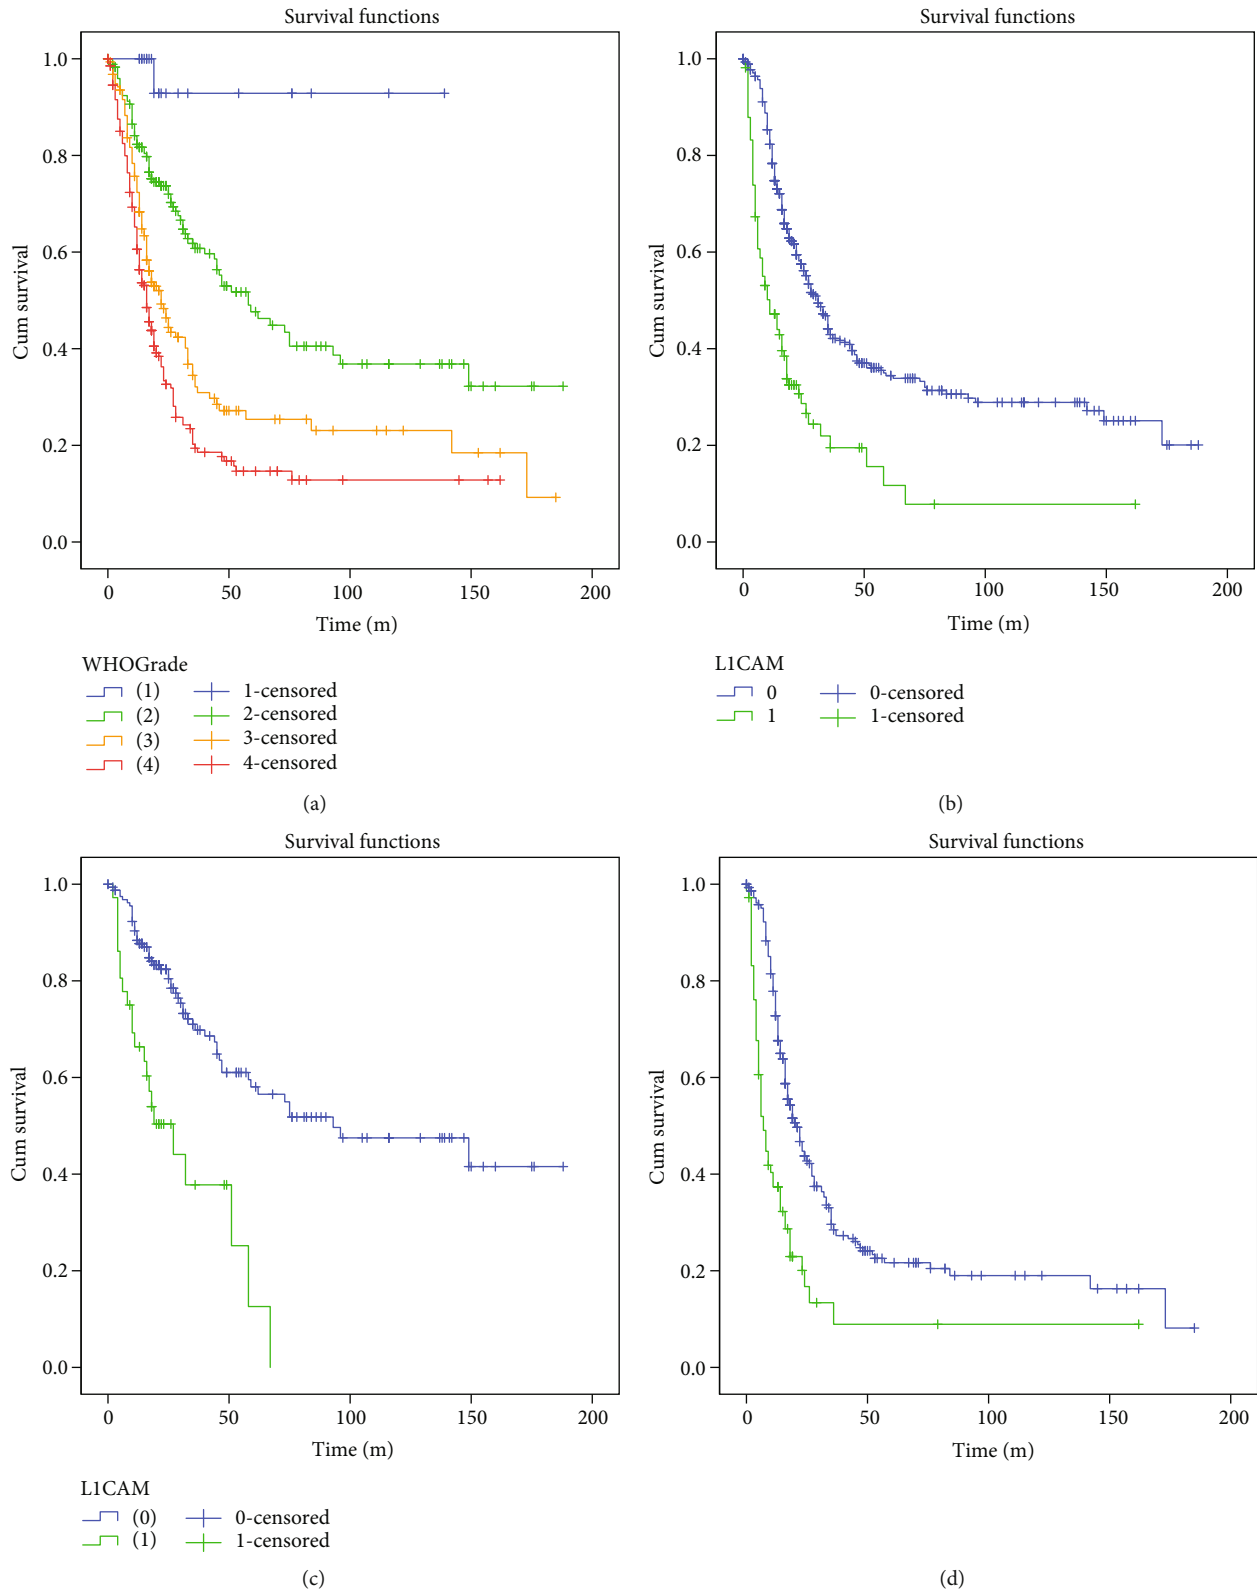 Survival functions
1.0
0.8
0.6
0.4
0.2
0.0
Cum survival
0 50 100 150 200
Time (m)
WHOGrade
(1) 1-censored
(2) 2-censored
(3) 3-censored
(4) 4-censored
(a)
Survival functions
1.0
0.8
0.6
0.4
0.2
0.0
Cum survival
0 50 100 150 200
Time (m)
L1CAM
0 0-censored
1 1-censored
(b)
Survival functions
1.0
0.8
0.6
0.4
0.2
0.0
Cum survival
0 50 100 150 200
Time (m)
L1CAM
(0) 0-censored
(1) 1-censored
(c)
Survival functions
1.0
0.8
0.6
0.4
0.2
0.0
Cum survival
0 50 100 150 200
Time (m)
(d)